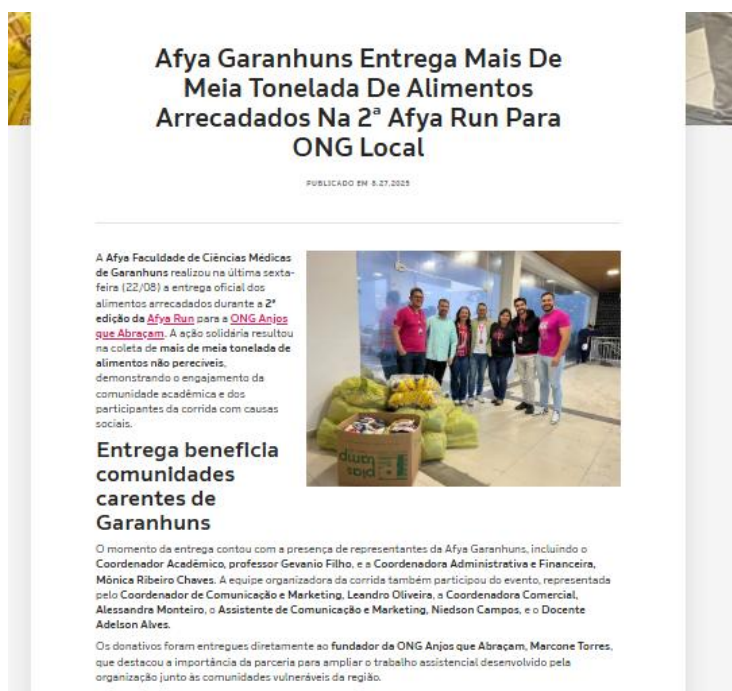 Afya Garanhuns Entrega Mais De
Meia Tonelada De Alimentos
Arrecadados Na 2ª Afya Run Para
ONG Local
PUBLICADO EM 8.27.2025
A Afya Faculdade de Ciências Médicas
de Garanhuns realizou na última sexta-
feira (22/08) a entrega oficial dos
alimentos arrecadados durante a 2ª
edição da Afya Run para a ONG Anjos
que Abraçam. A ação solidária resultou
na coleta de mais de meia tonelada de
alimentos não perecíveis,
demonstrando o engajamento da
comunidade acadêmica e dos
participantes da corrida com causas
sociais.
Entrega beneficia
comunidades
carentes de
Garanhuns
O momento da entrega contou com a presença de representantes da Afya Garanhuns, incluindo o
Coordenador Acadêmico, professor Gevanio Filho, e a Coordenadora Administrativa e Financeira,
Mônica Ribeiro Chaves. A equipe organizadora da corrida também participou do evento, representada
pelo Coordenador de Comunicação e Marketing, Leandro Oliveira, a Coordenadora Comercial,
Alessandra Monteiro, o Assistente de Comunicação e Marketing, Niedson Campos, e o Docente
Adelson Alves.
Os donativos foram entregues diretamente ao fundador da ONG Anjos que Abraçam, Marcone Torres,
que destacou a importância da parceria para ampliar o trabalho assistencial desenvolvido pela
organização junto às comunidades vulneráveis da região.